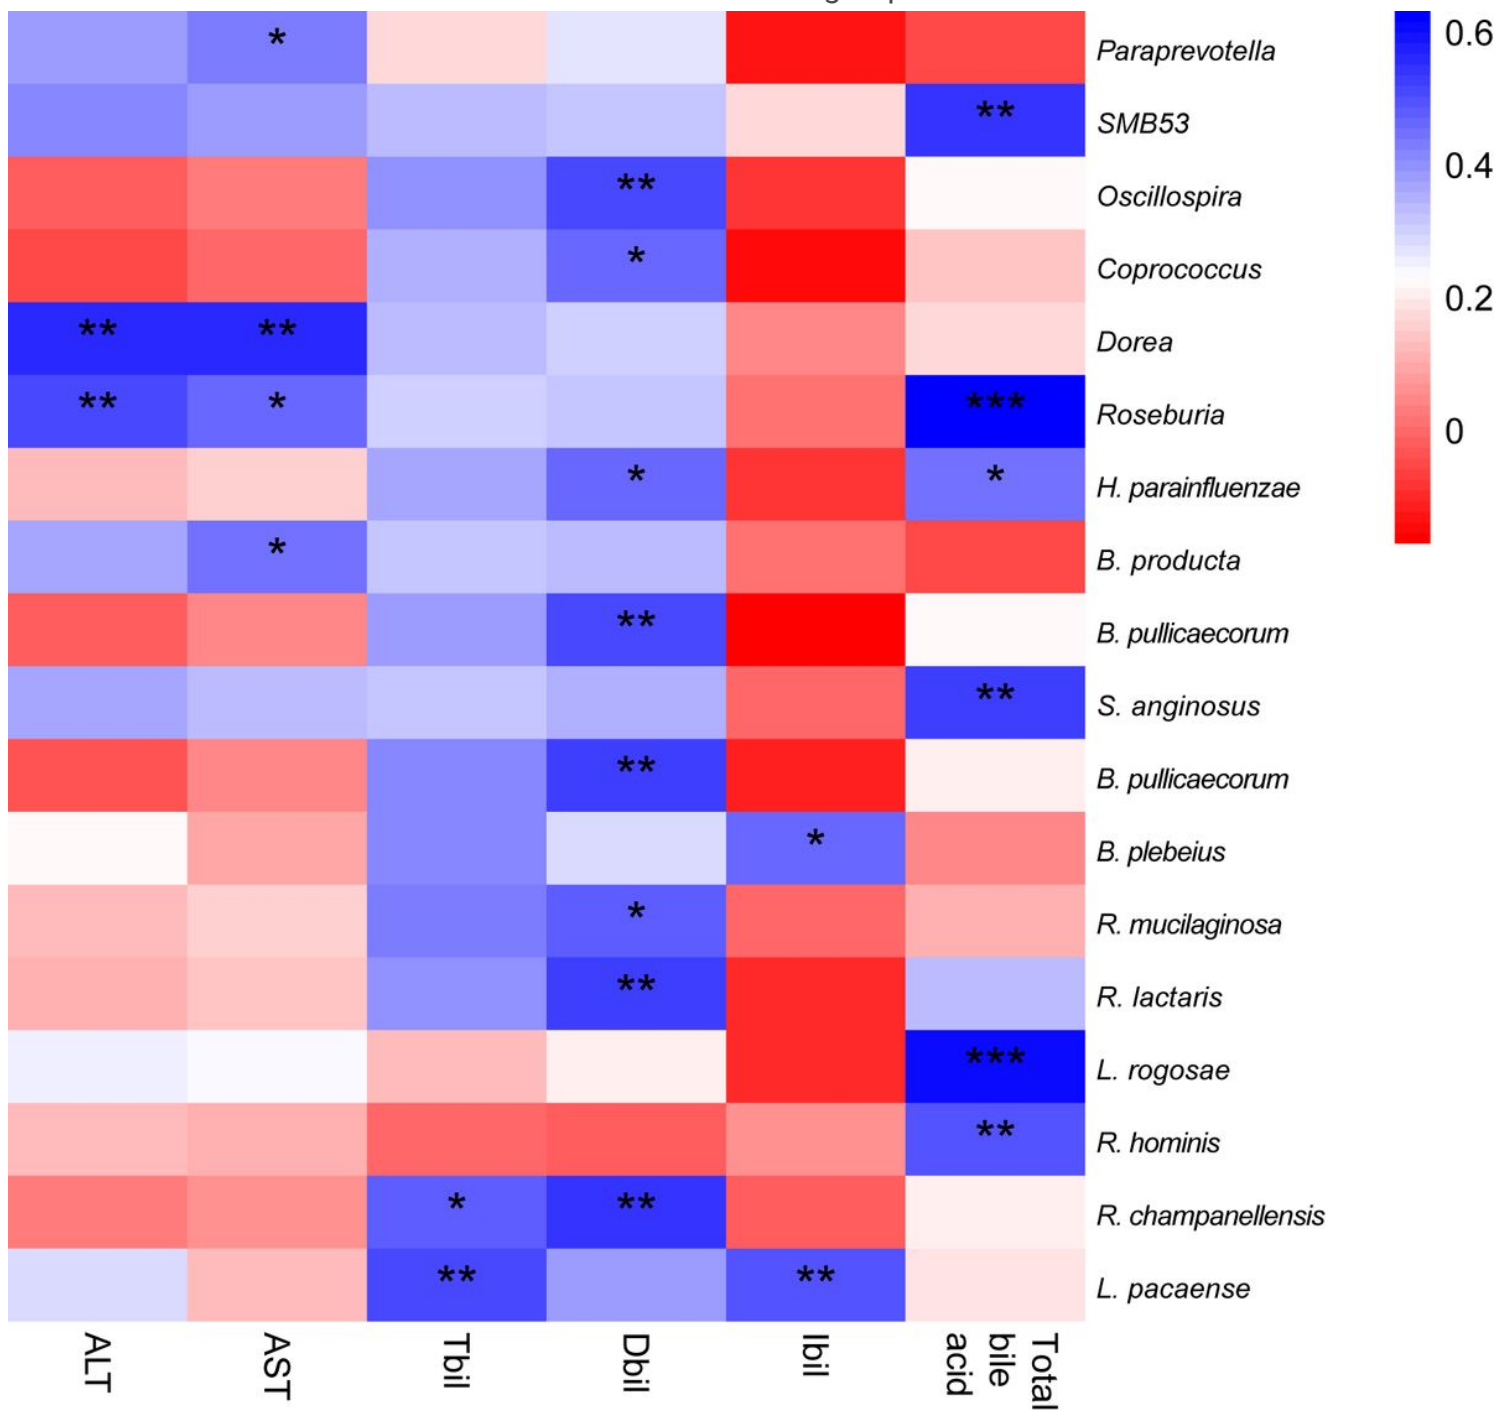 *
Paraprevotella
**
SMB53
**
Oscillospira
*
Coprococcus
** **
Dorea
** * ***
Roseburia
* *
H. parainfluenzae
*
B. producta
**
B. pullicaecorum
**
S. anginosus
**
B. pullicaecorum
*
B. plebeius
*
R. mucilaginosa
**
R. lactaris
***
L. rogosae
**
R. hominis
* **
R. champanellensis
** **
L. pacaense
ALT
AST
Tbil
Dbil
Ibil
Total
bile
acid
0.6
0.4
0.2
0